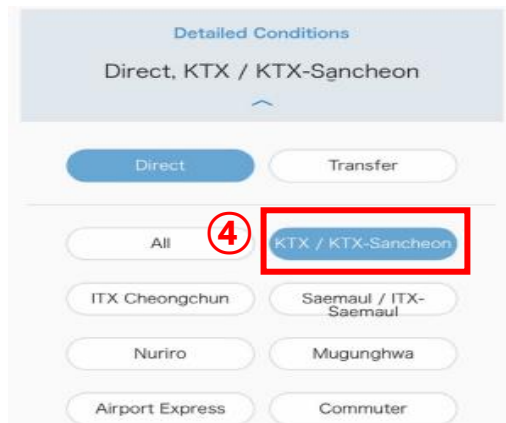 Detailed Conditions
Direct, KTX / KTX-Sancheon
Direct
Transfer
All
④
KTX / KTX-Sancheon
ITX Cheongchun
Saemaul / ITX-
Saemaul
Nuriro
Mugunghwa
Airport Express
Commuter